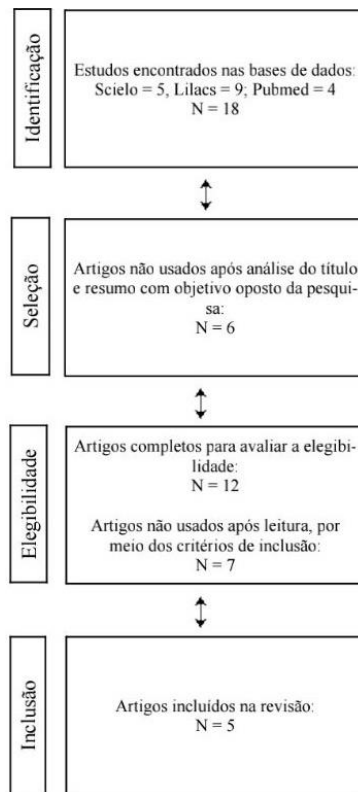 Identificação
Estudos encontrados nas bases de dados:
Scielo = 5, Lilacs = 9; Pubmed = 4
N = 18
Seleção
Artigos não usados após análise do título
e resumo com objetivo oposto da pesqui-
sa:
N = 6
Elegibilidade
Artigos completos para avaliar a elegibi-
lidade:
N = 12
Artigos não usados após leitura, por
meio dos critérios de inclusão:
N = 7
Inclusão
Artigos incluídos na revisão:
N = 5